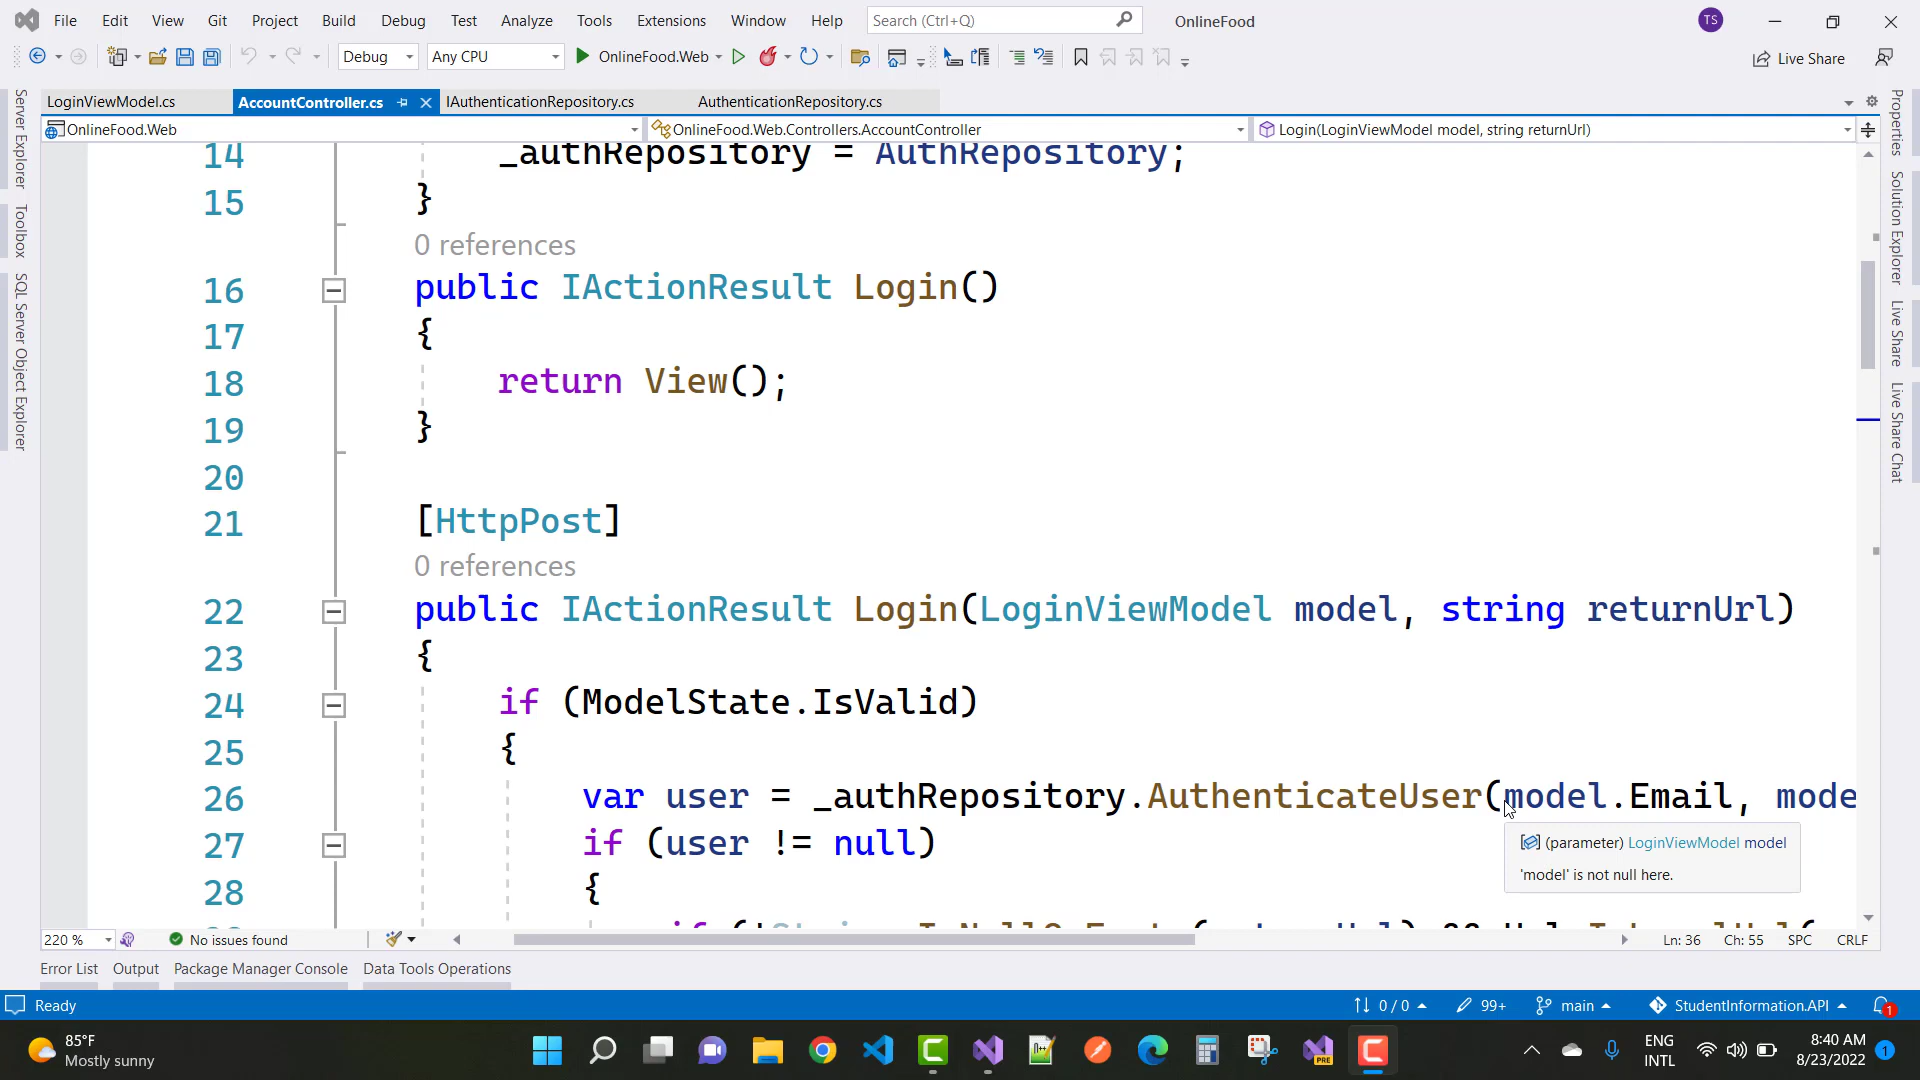 File Edit View Git Project Build Debug Test Analyze Tools Extensions Window Help Search (Ctrl+Q) OnlineFood TS
Debug Any CPU OnlineFood.Web Live Share
LoginViewModel.cs AccountController.cs IAuthenticationRepository.cs AuthenticationRepository.cs
OnlineFood.Web OnlineFood.Web.Controllers.AccountController Login(LoginViewModel model, string returnUrl)
Server Explorer
Toolbox
SQL Server Object Explorer
14 _authRepository = AuthRepository;
15 }
0 references
16 public IActionResult Login()
17 {
18 return View();
19 }
20
21 [HttpPost]
0 references
22 public IActionResult Login(LoginViewModel model, string returnUrl)
23 {
24 if (ModelState.IsValid)
25 {
26 var user = _authRepository.AuthenticateUser(model.Email, mode
27 if (user != null)
28 {
(parameter) LoginViewModel model
'model' is not null here.
Properties
Solution Explorer
Live Share
Live Share Chat
220 % No issues found Ln: 36 Ch: 55 SPC CRLF
Error List Output Package Manager Console Data Tools Operations
Ready 0 / 0 99+ main StudentInformation.API 1
85°F
Mostly sunny
PRE
ENG
INTL
8:40 AM
8/23/2022
1